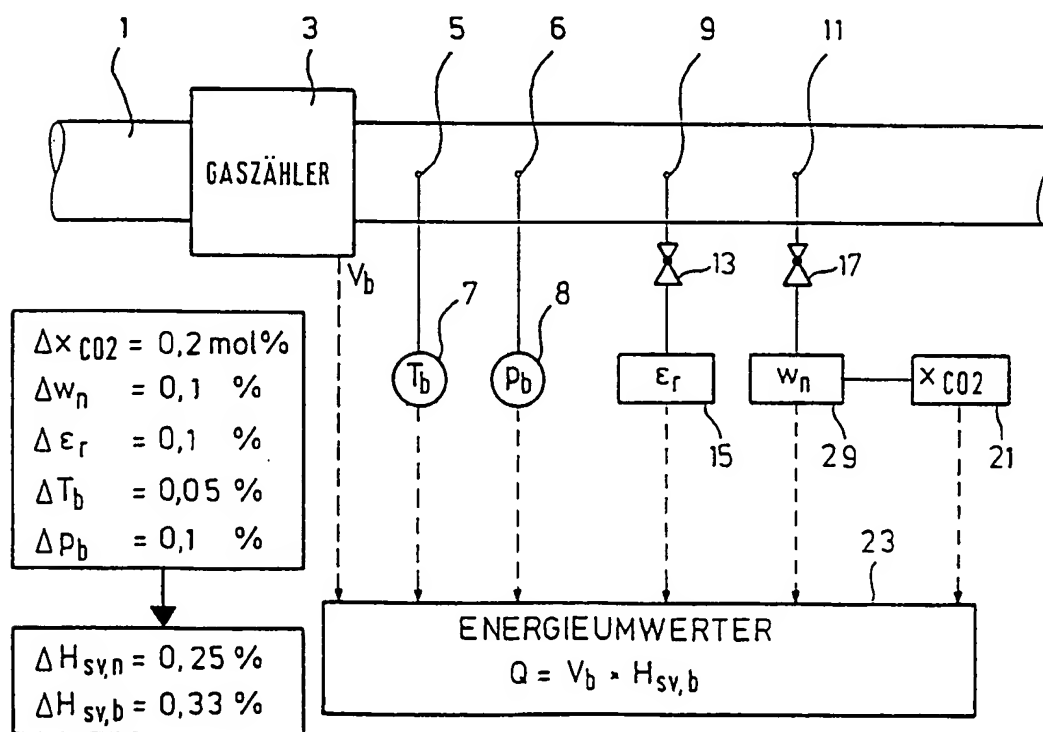 1 3 5 6 9 11
GASZÄHLER
V_b
13 17
7 8
T_b p_b ε_r w_n x_CO2
15 29 21
Δx_CO2 = 0,2 mol%
Δw_n = 0,1 %
Δε_r = 0,1 %
ΔT_b = 0,05 %
Δp_b = 0,1 %
23
ENERGIEUMWERTER
Q = V_b * H_sv,b
ΔH_sv,n = 0,25 %
ΔH_sv,b = 0,33 %